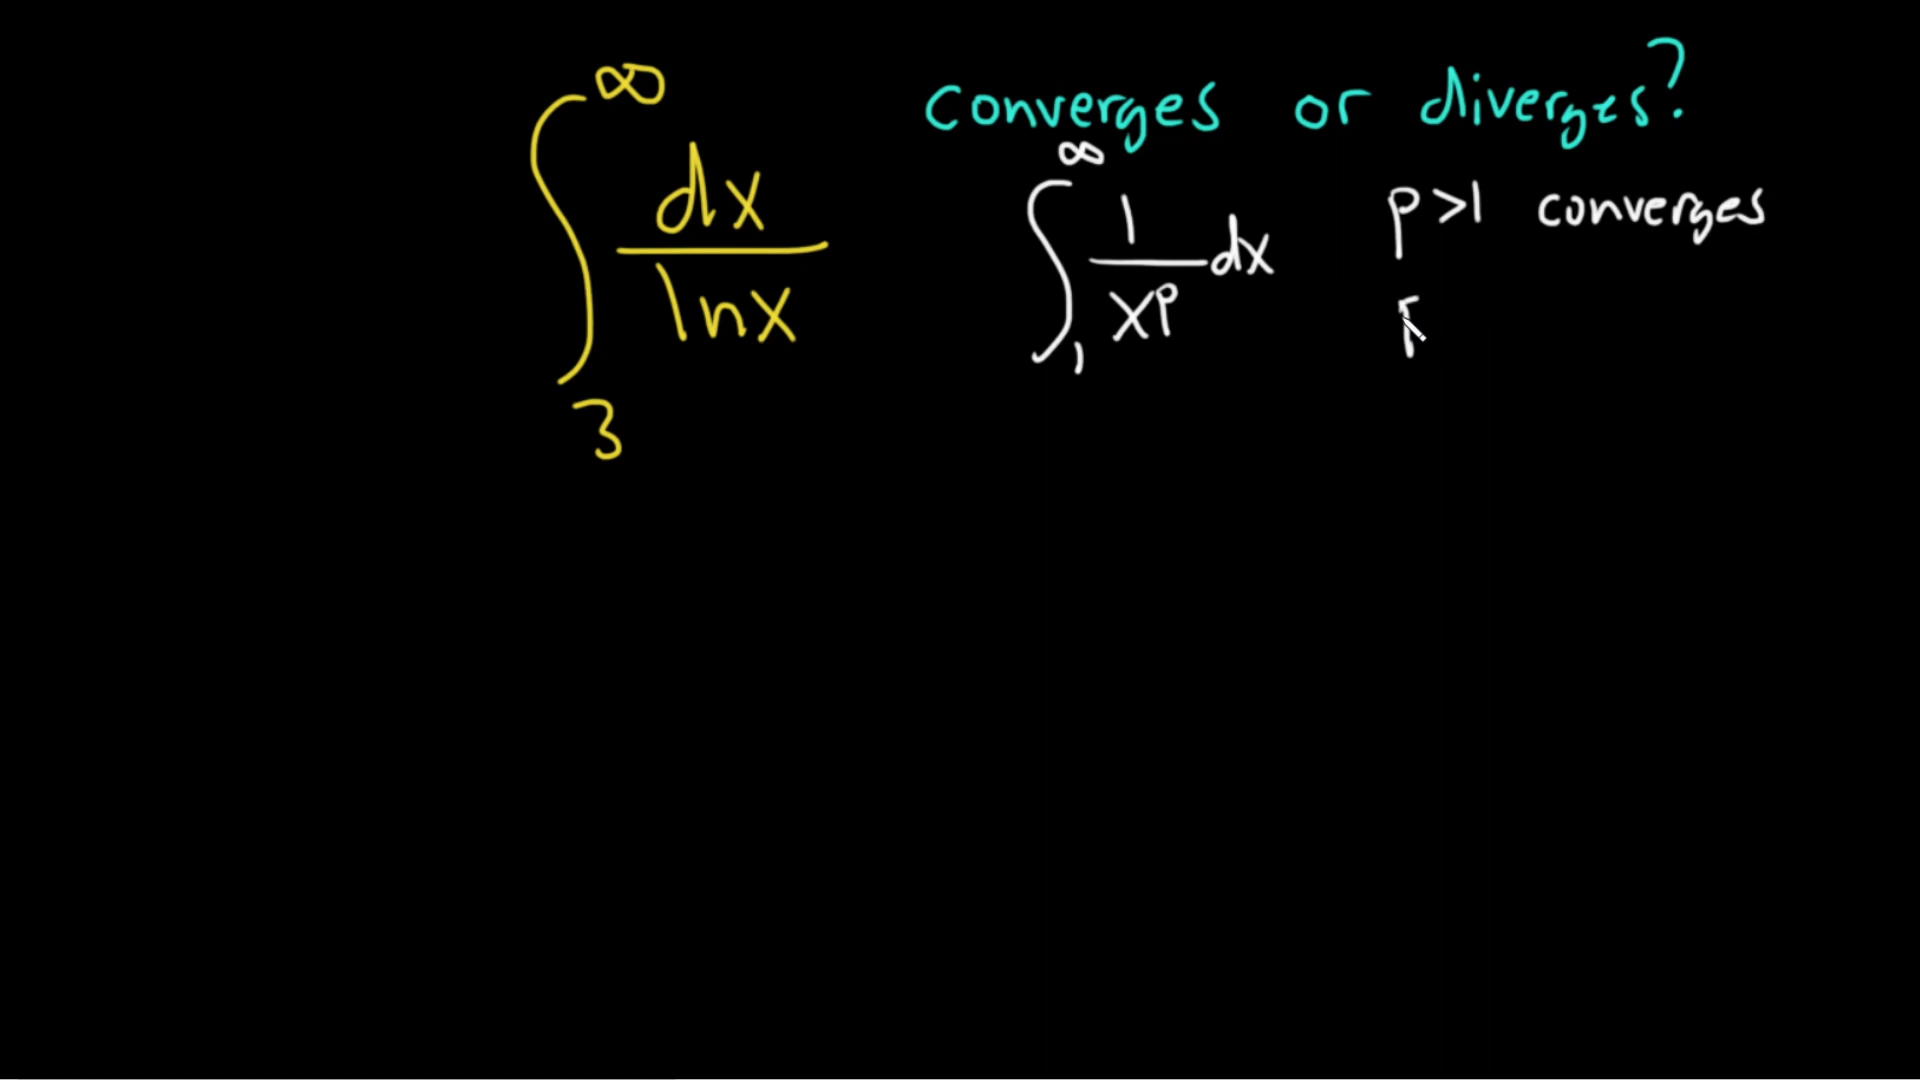 ∫₃^∞ dx/lnx
Converges or diverges?
∫₁^∞ 1/x^p dx
p>1 converges